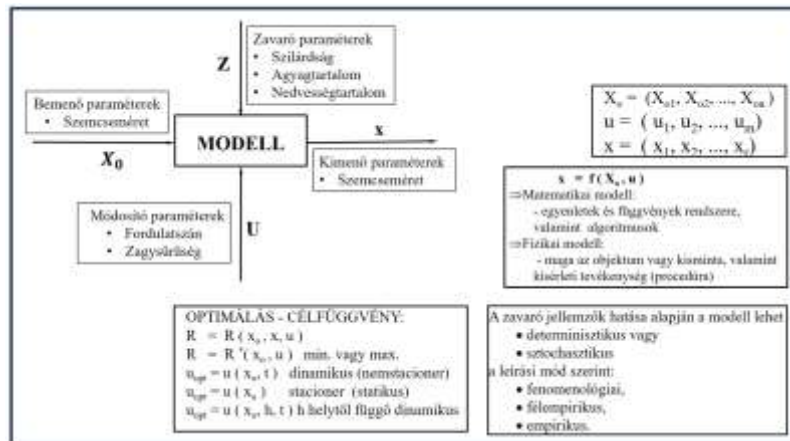 Z
Zavaró paraméterek
• Szilárdság
• Agyagtartalom
• Nedvességtartalom
Bemenő paraméterek
• Szemcseméret
X₀
MODELL
x
Kimenő paraméterek
• Szemcseméret
Módosító paraméterek
• Fordulatszán
• Zagysűrűség
U
Xₒ = (Xₒ₁, Xₒ₂, ..., Xₒₙ)
u = ( u₁, u₂, ..., uₘ)
x = ( x₁, x₂, ..., xᵣ)
x = f ( Xₒ, u )
⇒Matematikai modell:
- egyenletek és függvények rendszere,
valamint algoritmusok
⇒Fizikai modell:
- maga az objektum vagy kisminta, valamint
kísérleti tevékenység (procedúra)
OPTIMÁLÁS - CÉLFÜGGVÉNY:
R = R ( xₒ, x, u )
R = R '( xₒ, u ) min. vagy max.
uₒₚₜ = u ( xₒ, t ) dinamikus (nemstacioner)
uₒₚₜ = u ( xₒ ) stacioner (statikus)
uₒₚₜ = u ( xₒ, h, t ) h helytől függő dinamikus
A zavaró jellemzők hatása alapján a modell lehet
• determinisztikus vagy
• sztochasztikus
a leírási mód szerint:
• fenomenológiai,
• félempirikus,
• empirikus.